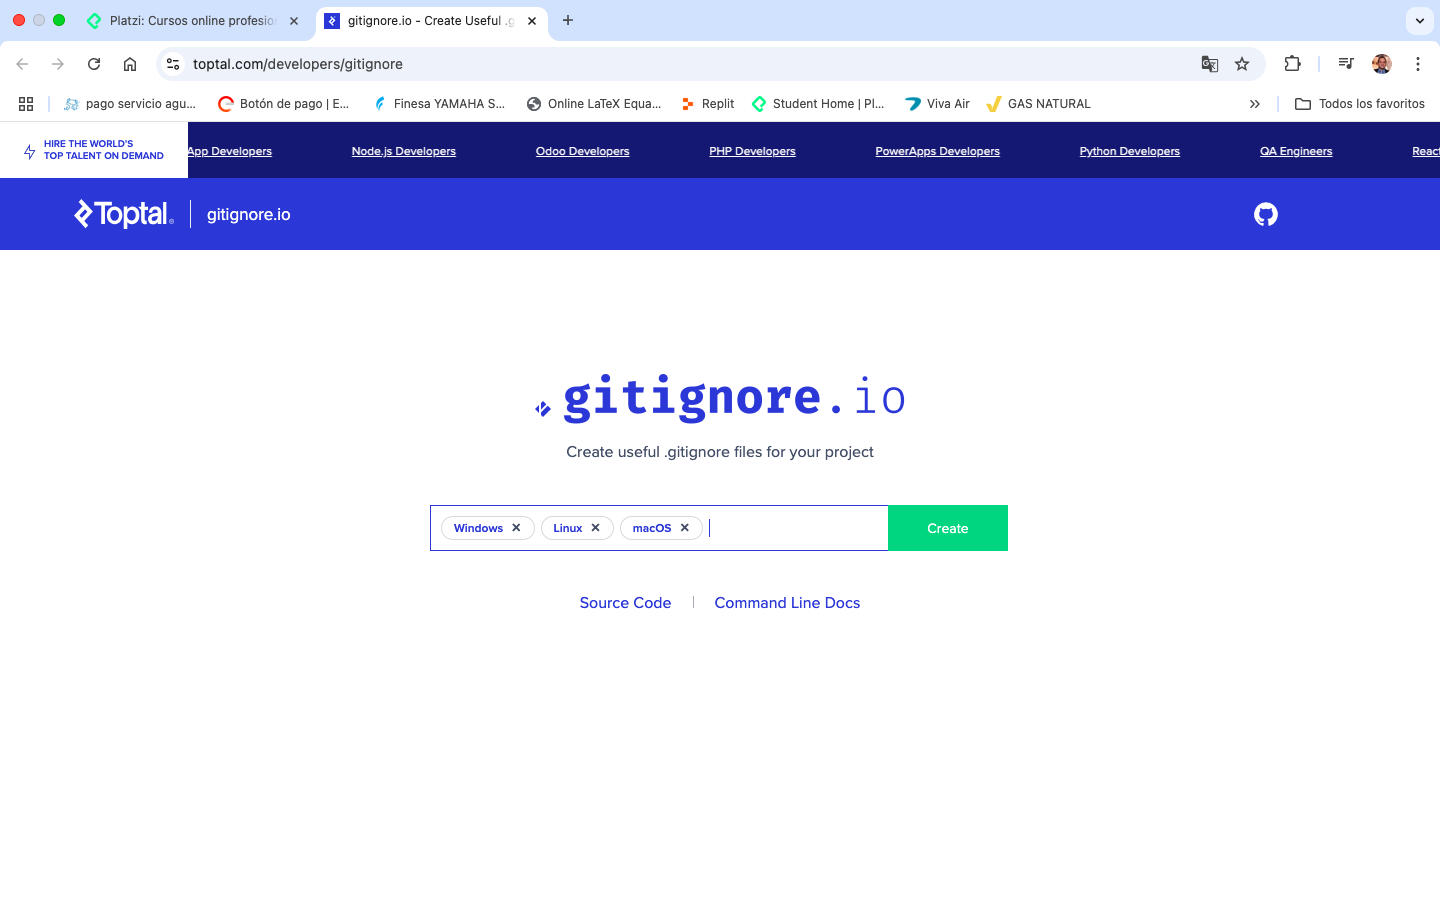 Platzi: Cursos online profesio
gitignore.io - Create Useful .g
toptal.com/developers/gitignore
pago servicio agu...
Botón de pago | E...
Finesa YAMAHA S...
Online LaTeX Equa...
Replit
Student Home | Pl...
Viva Air
GAS NATURAL
Todos los favoritos
HIRE THE WORLD'S
TOP TALENT ON DEMAND
App Developers
Node.js Developers
Odoo Developers
PHP Developers
PowerApps Developers
Python Developers
QA Engineers
React
Toptal®
gitignore.io
.gitignore.io
Create useful .gitignore files for your project
Windows
Linux
macOS
Create
Source Code
Command Line Docs